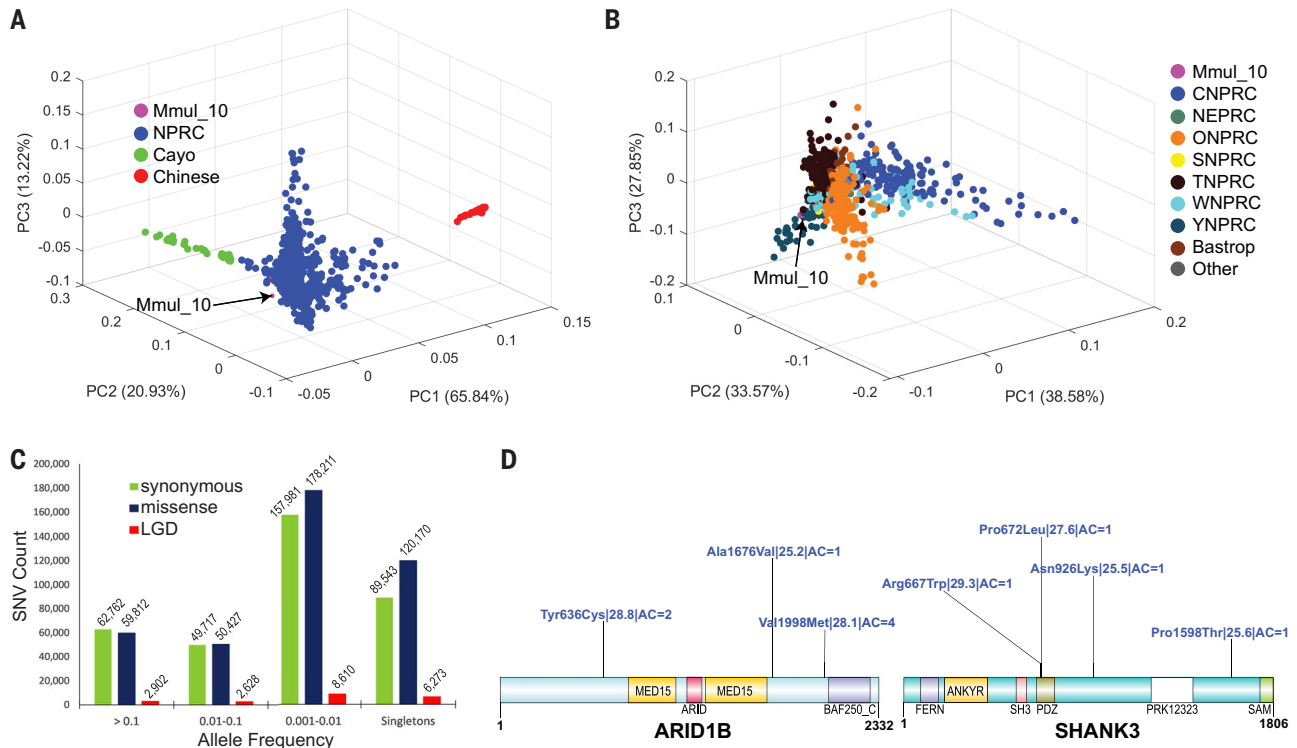 A
PC3 (13.22%)
0.2
0.15
0.1
0.05
0
-0.05
-0.1
0.3
0.2
0.1
0
-0.1
PC2 (20.93%)
-0.05
0
0.05
0.1
0.15
PC1 (65.84%)
Mmul_10
NPRC
Cayo
Chinese
Mmul_10
B
PC3 (27.85%)
0.2
0.1
0
-0.1
-0.2
0.1
0
-0.1
-0.2
PC2 (33.57%)
-0.1
0
0.1
0.2
PC1 (38.58%)
Mmul_10
Mmul_10
CNPRC
NEPRC
ONPRC
SNPRC
TNPRC
WNPRC
YNPRC
Bastrop
Other
C
SNV Count
200,000
180,000
160,000
140,000
120,000
100,000
80,000
60,000
40,000
20,000
0
synonymous
missense
LGD
62,762
59,812
2,902
49,717
50,427
2,628
157,981
178,211
8,610
89,543
120,170
6,273
> 0.1
0.01-0.1
0.001-0.01
Singletons
Allele Frequency
D
Tyr636Cys|28.8|AC=2
Ala1676Val|25.2|AC=1
Val1998Met|28.1|AC=4
MED15
ARID
MED15
BAF250_C
1
2332
ARID1B
Arg667Trp|29.3|AC=1
Pro672Leu|27.6|AC=1
Asn926Lys|25.5|AC=1
Pro1598Thr|25.6|AC=1
FERN
ANKYR
SH3
PDZ
PRK12323
SAM
1
1806
SHANK3